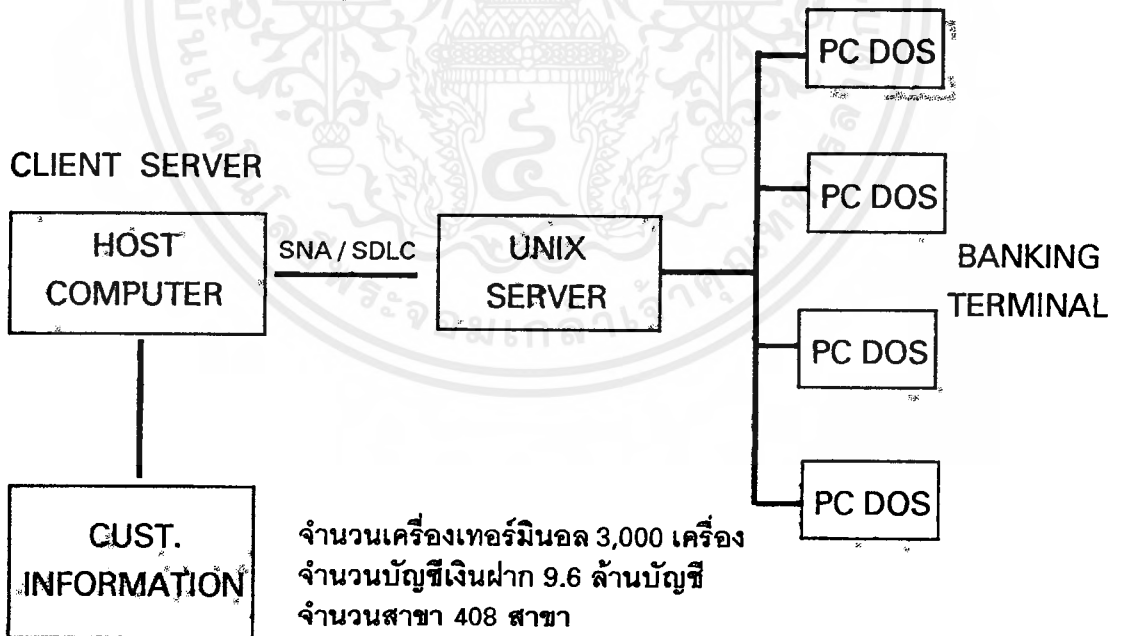 PC DOS
CLIENT SERVER
HOST
COMPUTER
SNA / SDLC
UNIX
SERVER
PC DOS
BANKING
TERMINAL
PC DOS
PC DOS
CUST.
INFORMATION
จำนวนเครื่องเทอร์มินอล 3,000 เครื่อง
จำนวนบัญชีเงินฝาก 9.6 ล้านบัญชี
จำนวนสาขา 408 สาขา